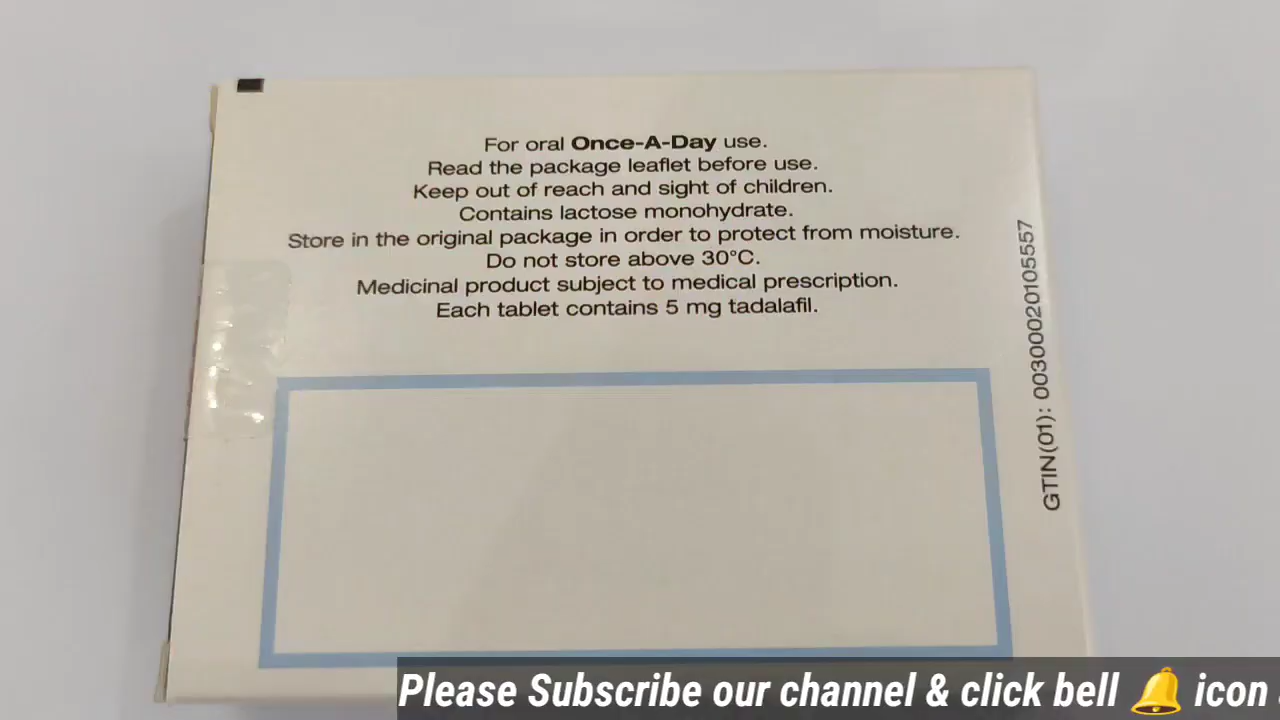 For oral Once-A-Day use.
Read the package leaflet before use.
Keep out of reach and sight of children.
Contains lactose monohydrate.
Store in the original package in order to protect from moisture.
Do not store above 30°C.
Medicinal product subject to medical prescription.
Each tablet contains 5 mg tadalafil.
GTIN(01): 00300020105557
Please Subscribe our channel & click bell 🔔 icon